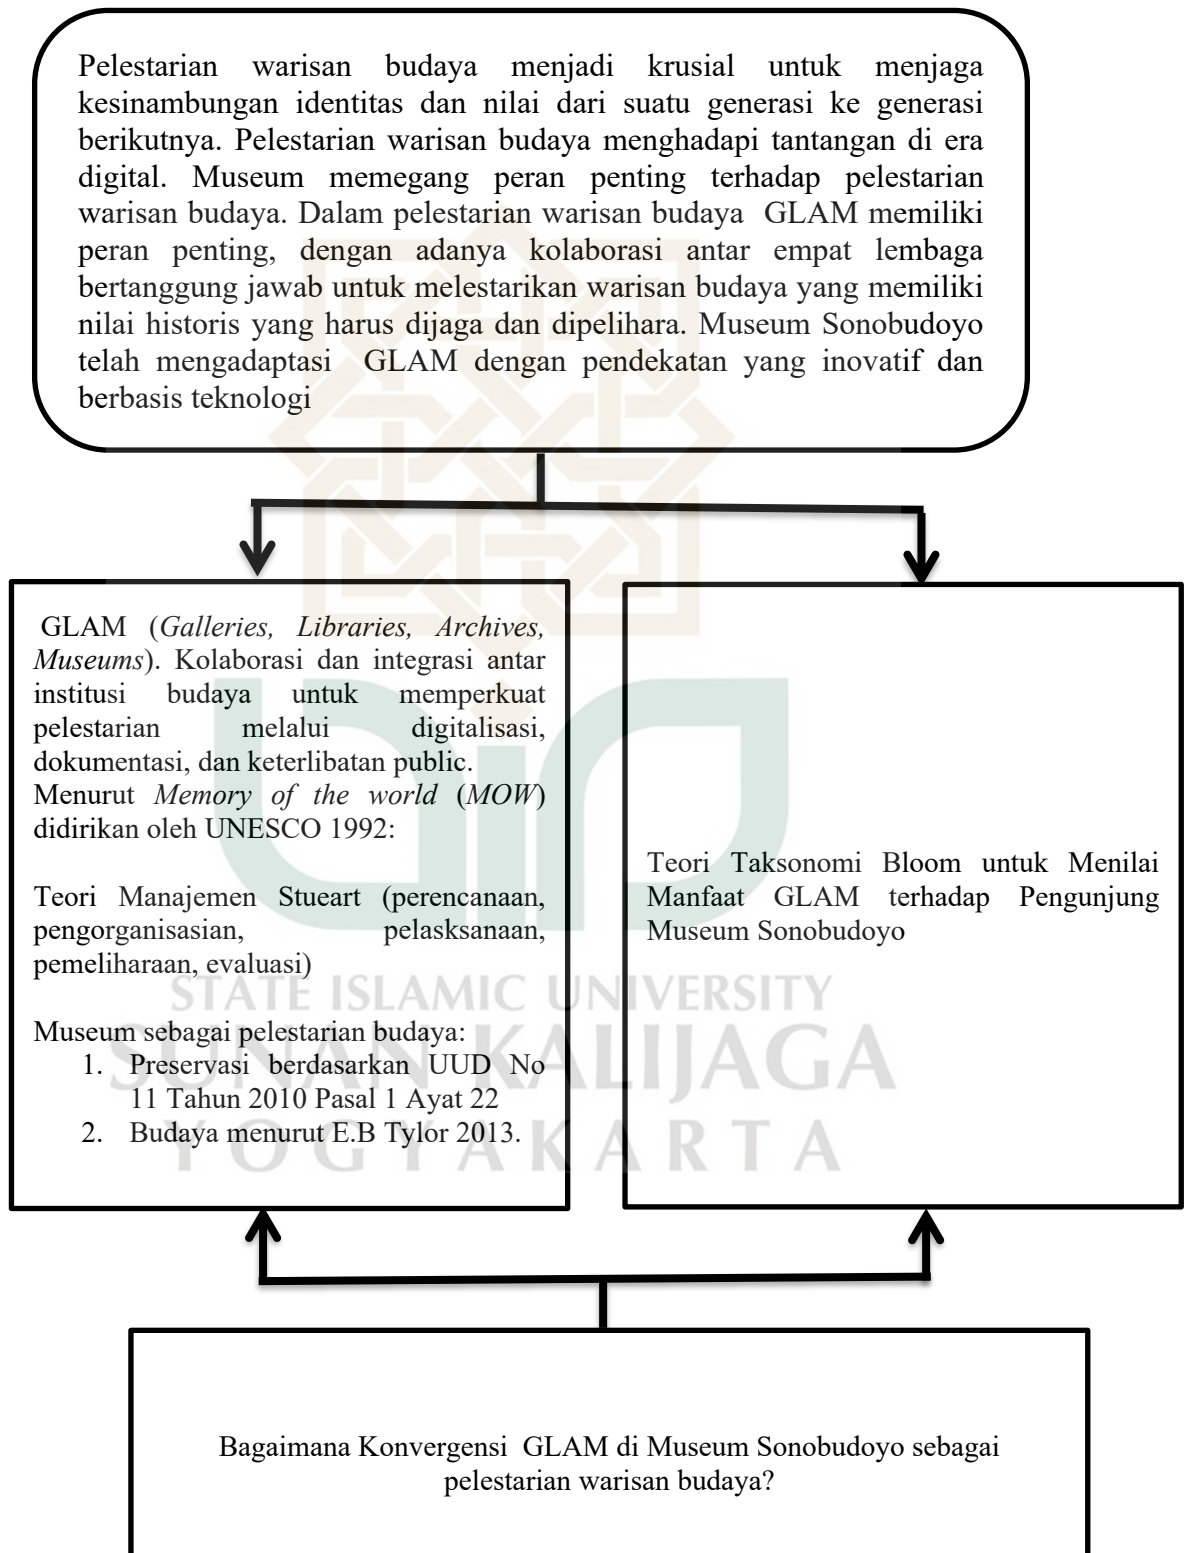 Pelestarian warisan budaya menjadi krusial untuk menjaga
kesinambungan identitas dan nilai dari suatu generasi ke generasi
berikutnya. Pelestarian warisan budaya menghadapi tantangan di era
digital. Museum memegang peran penting terhadap pelestarian
warisan budaya. Dalam pelestarian warisan budaya GLAM memiliki
peran penting, dengan adanya kolaborasi antar empat lembaga
bertanggung jawab untuk melestarikan warisan budaya yang memiliki
nilai historis yang harus dijaga dan dipelihara. Museum Sonobudoyo
telah mengadaptasi GLAM dengan pendekatan yang inovatif dan
berbasis teknologi
GLAM (Galleries, Libraries, Archives,
Museums). Kolaborasi dan integrasi antar
institusi budaya untuk memperkuat
pelestarian melalui digitalisasi,
dokumentasi, dan keterlibatan public.
Menurut Memory of the world (MOW)
didirikan oleh UNESCO 1992:
Teori Manajemen Stueart (perencanaan,
pengorganisasian, pelasksanaan,
pemeliharaan, evaluasi)
Museum sebagai pelestarian budaya:
1. Preservasi berdasarkan UUD No
11 Tahun 2010 Pasal 1 Ayat 22
2. Budaya menurut E.B Tylor 2013.
Teori Taksonomi Bloom untuk Menilai
Manfaat GLAM terhadap Pengunjung
Museum Sonobudoyo
STATE ISLAMIC UNIVERSITY
SUNAN KALIJAGA
YOGYAKARTA
Bagaimana Konvergensi GLAM di Museum Sonobudoyo sebagai
pelestarian warisan budaya?